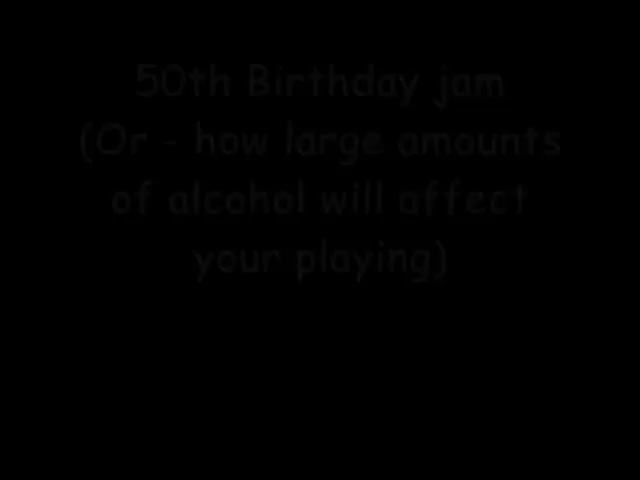 50th Birthday jam
(Or - how large amounts
of alcohol will affect
your playing)